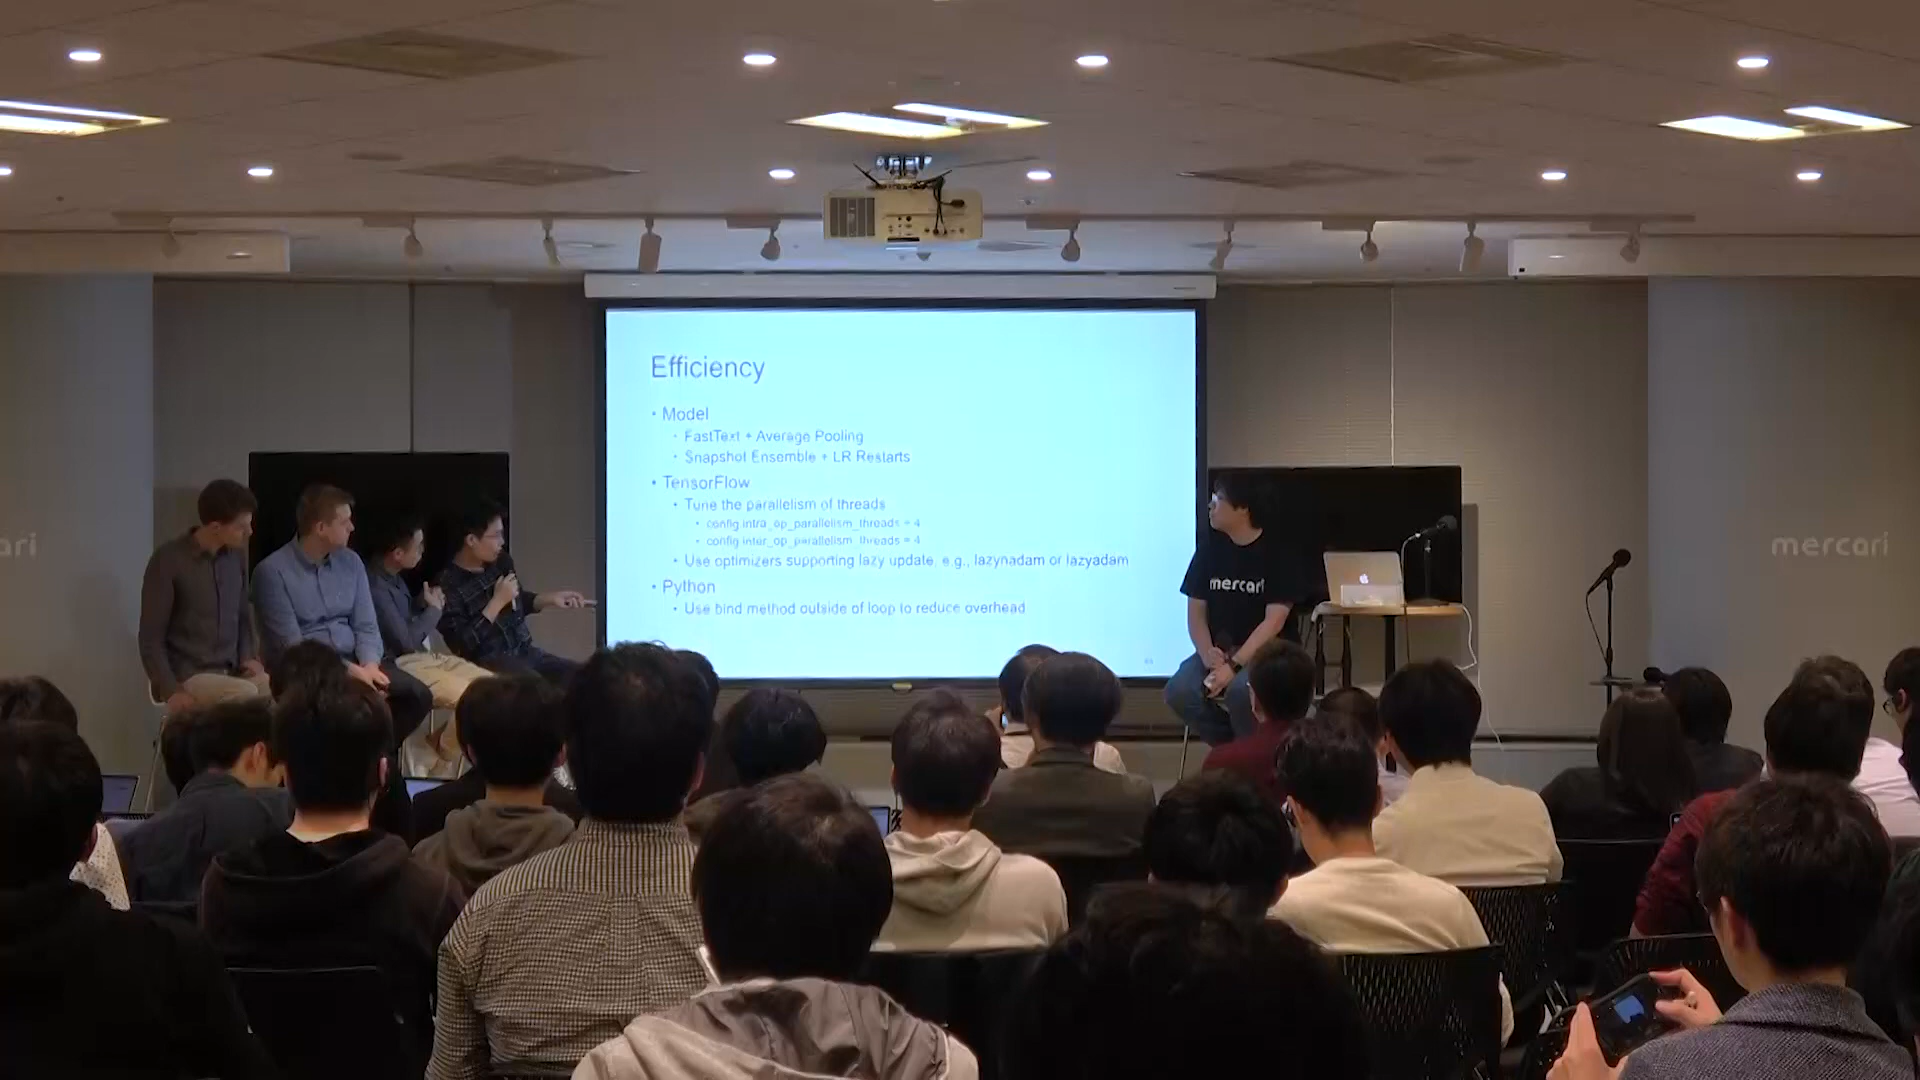 Efficiency
• Model
• FastText + Average Pooling
• Snapshot Ensemble + LR Restarts
• TensorFlow
• Tune the parallelism of threads
• config intra_op_parallelism_threads = 4
• config inter_op_parallelism_threads = 4
• Use optimizers supporting lazy update, e.g., lazynadam or lazyadam
• Python
• Use bind method outside of loop to reduce overhead
mercari
mercari
ari